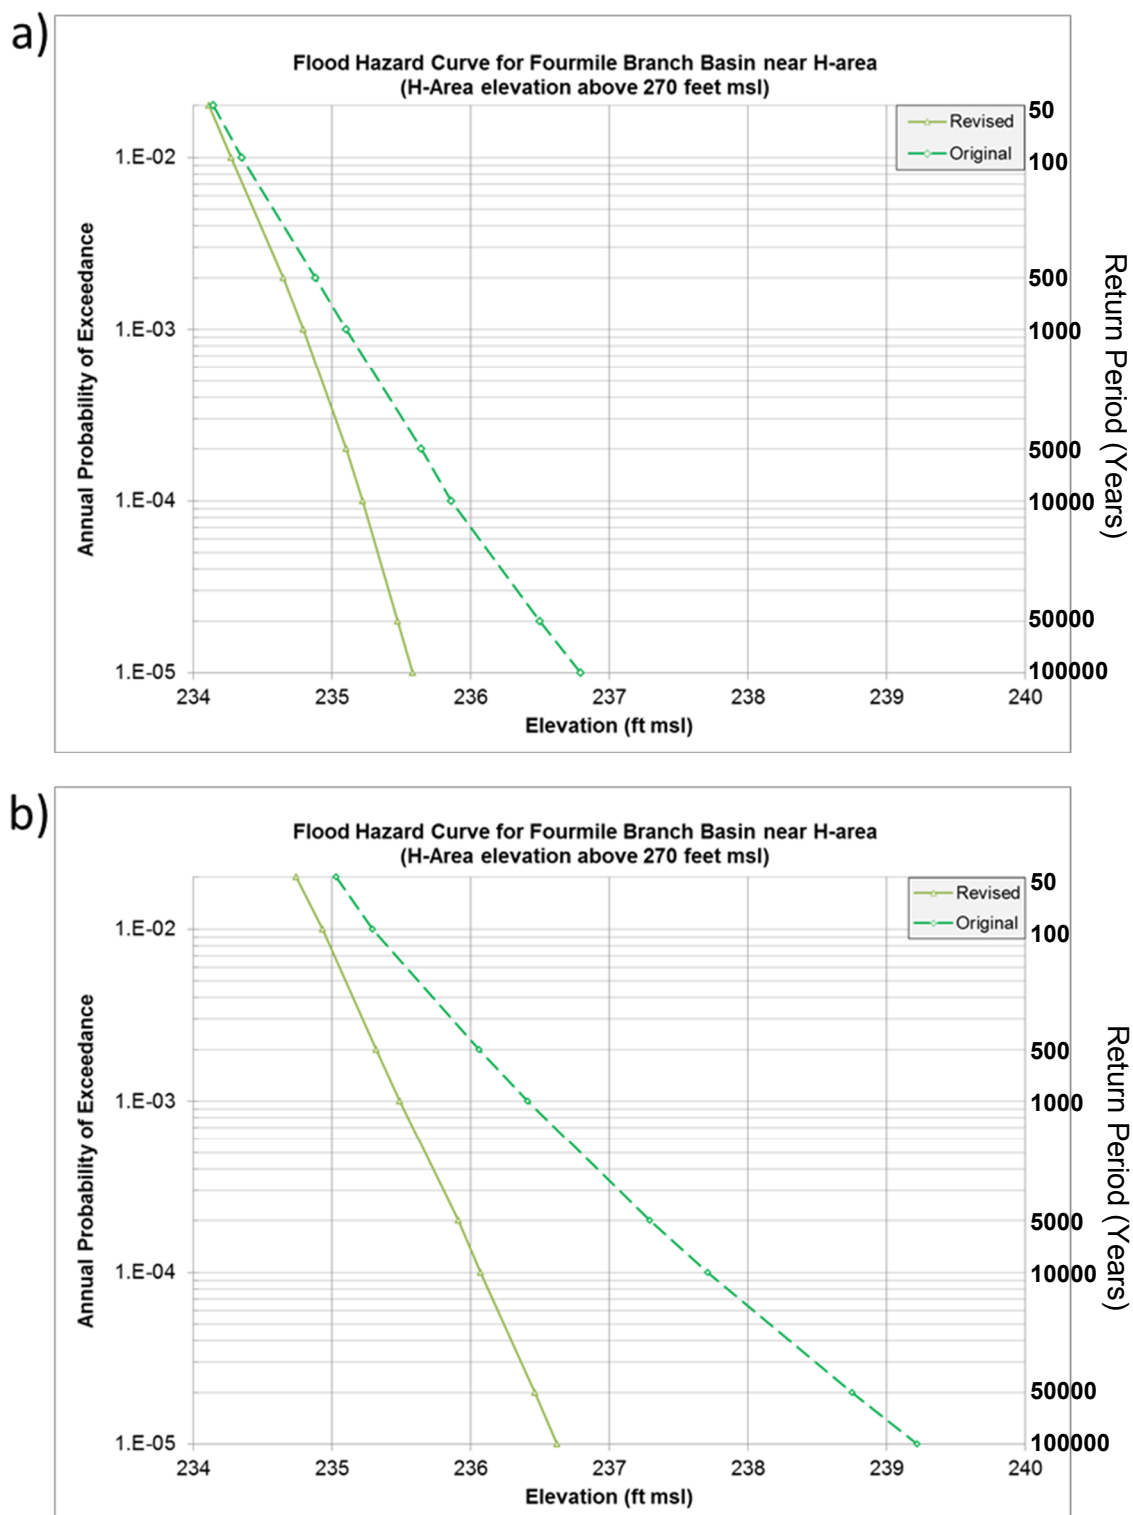 a)
Flood Hazard Curve for Fourmile Branch Basin near H-area
(H-Area elevation above 270 feet msl)
Revised
Original
50
100
500
1000
5000
10000
50000
100000
Return Period (Years)
Annual Probability of Exceedance
1.E-02
1.E-03
1.E-04
1.E-05
234
235
236
237
238
239
240
Elevation (ft msl)
b)
Flood Hazard Curve for Fourmile Branch Basin near H-area
(H-Area elevation above 270 feet msl)
Revised
Original
50
100
500
1000
5000
10000
50000
100000
Return Period (Years)
Annual Probability of Exceedance
1.E-02
1.E-03
1.E-04
1.E-05
234
235
236
237
238
239
240
Elevation (ft msl)